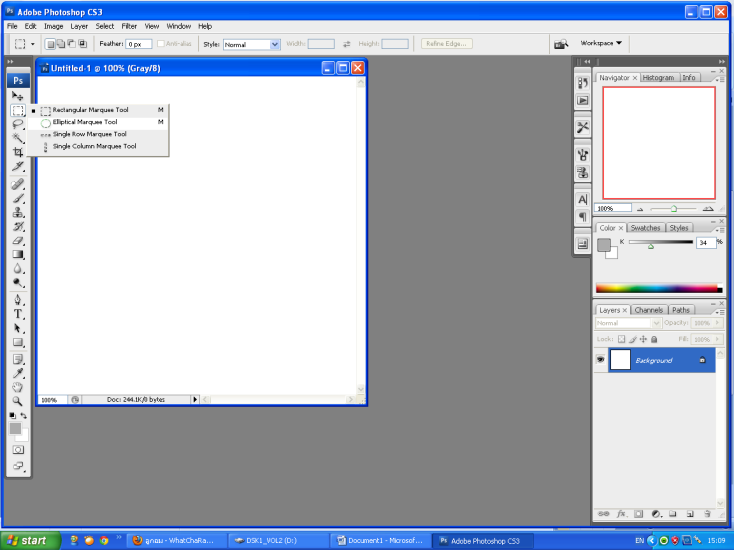 Adobe Photoshop CS3
File Edit Image Layer Select Filter View Window Help
Feather: 0 px Anti-alias Style: Normal Width: Height: Refine Edge... Workspace ▼
Ps
Untitled-1 @ 100% (Gray/8)
Rectangular Marquee Tool M
Elliptical Marquee Tool M
Single Row Marquee Tool
Single Column Marquee Tool
T
100% Doc: 244.1K/0 bytes
Navigator × Histogram Info
100%
A
¶
Color × Swatches Styles
K 34 %
Layers × Channels Paths
Normal Opacity: 100%
Lock: Fill: 100%
Background
fx.
start WhatChaRa... DSK1_VOL2 (D:) Document1 - Microsof... Ps Adobe Photoshop CS3 EN 15:09